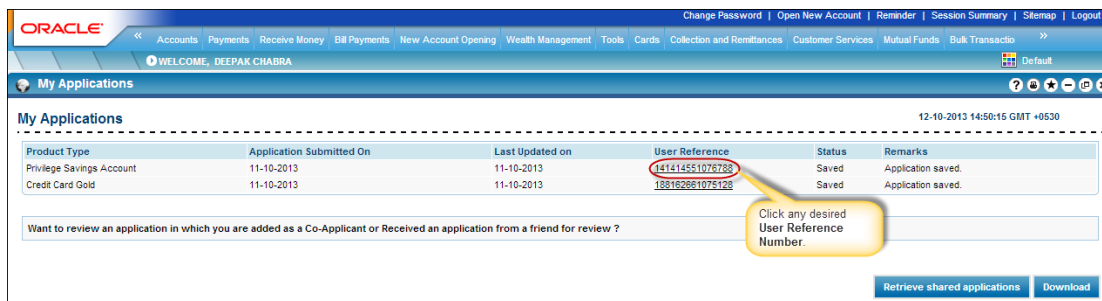 Change Password | Open New Account | Reminder | Session Summary | Sitemap | Logout
ORACLE
« Accounts Payments Receive Money Bill Payments New Account Opening Wealth Management Tools Cards Collection and Remittances Customer Services Mutual Funds Bulk Transactio »
WELCOME, DEEPAK CHABRA Default
My Applications
My Applications 12-10-2013 14:50:15 GMT +0530
Product Type Application Submitted On Last Updated on User Reference Status Remarks
Privilege Savings Account 11-10-2013 11-10-2013 141414551076788 Saved Application saved.
Credit Card Gold 11-10-2013 11-10-2013 188162661075128 Saved Application saved.
Click any desired
User Reference
Number.
Want to review an application in which you are added as a Co-Applicant or Received an application from a friend for review ?
Retrieve shared applications Download